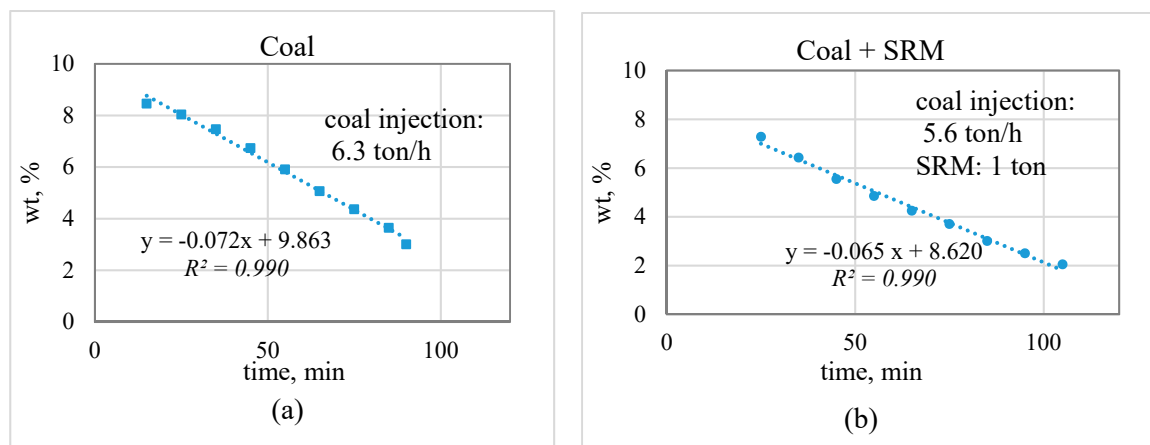 Coal
10
8
6
4
2
0
wt, %
coal injection:
6.3 ton/h
y = -0.072x + 9.863
R² = 0.990
0
50
100
time, min
(a)
Coal + SRM
10
8
6
4
2
0
wt, %
coal injection:
5.6 ton/h
SRM: 1 ton
y = -0.065 x + 8.620
R² = 0.990
0
50
100
time, min
(b)